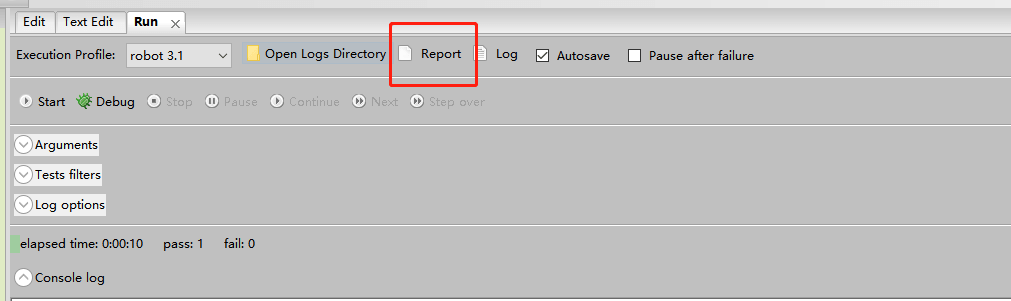 Edit Text Edit Run
Execution Profile: robot 3.1 Open Logs Directory Report Log Autosave Pause after failure
Start Debug Stop Pause Continue Next Step over
Arguments
Tests filters
Log options
elapsed time: 0:00:10 pass: 1 fail: 0
Console log